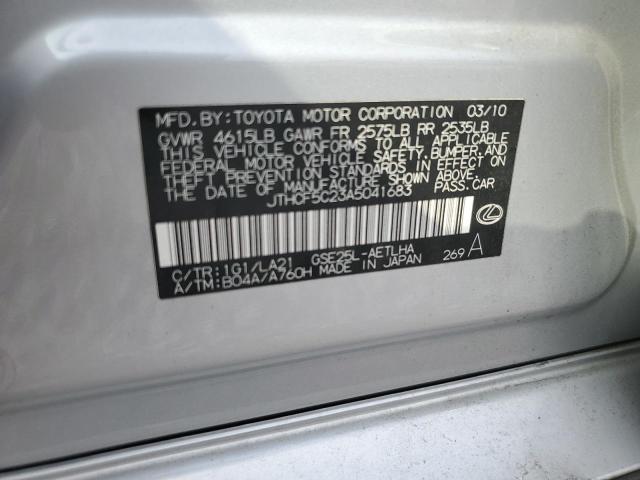 MFD. BY: TOYOTA MOTOR CORPORATION 03/10
GVWR 4615LB GAWR FR 2575LB RR 2535LB
THIS VEHICLE CONFORMS TO ALL APPLICABLE
FEDERAL MOTOR VEHICLE SAFETY, BUMPER, AND
THEFT PREVENTION STANDARDS IN EFFECT ON
THE DATE OF MANUFACTURE SHOWN ABOVE.
JTHCF5C23A5041683 PASS. CAR
C/TR: 1G1/LA21 GSE25L-AETLHA
A/TM: B04A/A760H MADE IN JAPAN 269 A